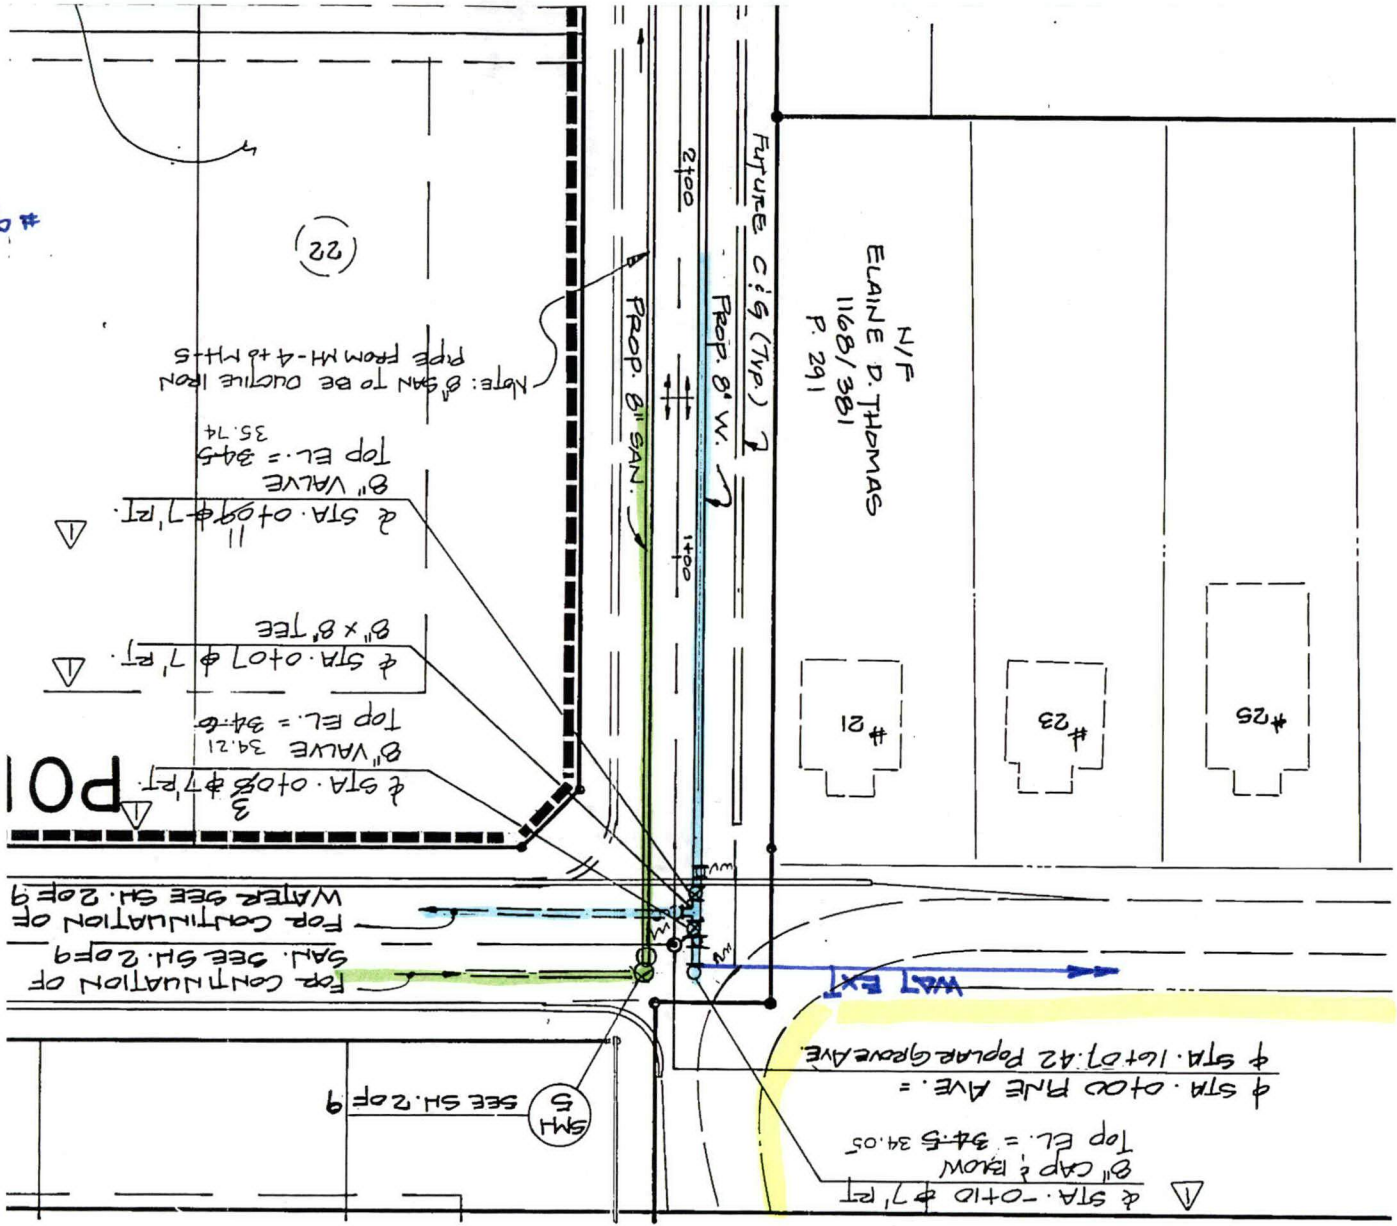 ₵ STA. -0+10 ¢ 7' RT
8" CAP & BLOW
TOP EL. = 34.5 34.05
¢ STA. 0+00 PINE AVE. =
¢ STA. 16+07.42 POPLAR GROVE AVE.
SMH
5
SEE SH. 2 OF 9
WAT EXT
FOR CONTINUATION OF
SAN. SEE SH. 2 OF 9
FOR CONTINUATION OF
WATER SEE SH. 2 OF 9
WV
WV
3
₵ STA. 0+05 ¢ 7' RT.
8" VALVE 34.21
TOP EL. = 34.6
1
1
₵ STA. 0+07 ¢ 7' RT.
8" x 8" TEE
1
11
₵ STA. 0+09 ¢ 7' RT.
1
8" VALVE
TOP EL. = 34.5
35.74
NOTE: 8" SAN TO BE DUCTILE IRON
PIPE FROM MH-4 to MH-5
22
#25
#23
#21
PROP. 8" SAN.
1+00
2+00
PROP. 8" W.
FUTURE C&G (TYP.)
N/F
ELAINE D. THOMAS
1168/381
P. 291